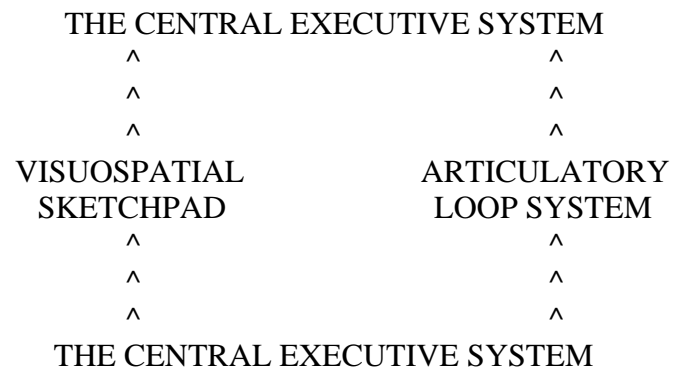 THE CENTRAL EXECUTIVE SYSTEM
^ ^
^ ^
^ ^
VISUOSPATIAL ARTICULATORY
SKETCHPAD LOOP SYSTEM
^ ^
^ ^
^ ^
THE CENTRAL EXECUTIVE SYSTEM